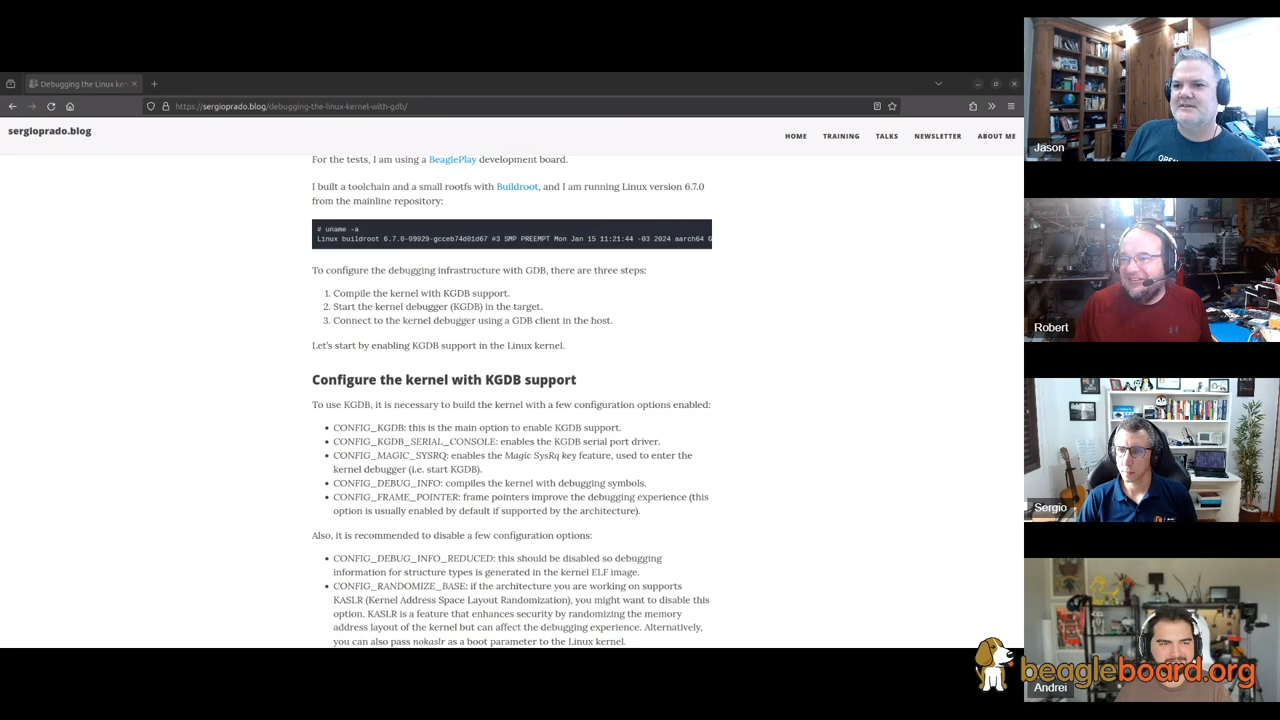 Debugging the Linux ker
https://sergioprado.blog/debugging-the-linux-kernel-with-gdb/
sergioprado.blog
HOME TRAINING TALKS NEWSLETTER ABOUT ME
For the tests, I am using a BeaglePlay development board.
I built a toolchain and a small rootfs with Buildroot, and I am running Linux version 6.7.0
from the mainline repository:
# uname -a
Linux buildroot 6.7.0-09929-gcceb74d01d67 #3 SMP PREEMPT Mon Jan 15 11:21:44 -03 2024 aarch64 G
To configure the debugging infrastructure with GDB, there are three steps:
1. Compile the kernel with KGDB support.
2. Start the kernel debugger (KGDB) in the target.
3. Connect to the kernel debugger using a GDB client in the host.
Let's start by enabling KGDB support in the Linux kernel.
Configure the kernel with KGDB support
To use KGDB, it is necessary to build the kernel with a few configuration options enabled:
• CONFIG_KGDB: this is the main option to enable KGDB support.
• CONFIG_KGDB_SERIAL_CONSOLE: enables the KGDB serial port driver.
• CONFIG_MAGIC_SYSRQ: enables the Magic SysRq key feature, used to enter the
kernel debugger (i.e. start KGDB).
• CONFIG_DEBUG_INFO: compiles the kernel with debugging symbols.
• CONFIG_FRAME_POINTER: frame pointers improve the debugging experience (this
option is usually enabled by default if supported by the architecture).
Also, it is recommended to disable a few configuration options:
• CONFIG_DEBUG_INFO_REDUCED: this should be disabled so debugging
information for structure types is generated in the kernel ELF image.
• CONFIG_RANDOMIZE_BASE: if the architecture you are working on supports
KASLR (Kernel Address Space Layout Randomization), you might want to disable this
option. KASLR is a feature that enhances security by randomizing the memory
address layout of the kernel but can affect the debugging experience. Alternatively,
you can also pass nokaslr as a boot parameter to the Linux kernel.
Jason
OPEN
Robert
Sergio
Andrei
beagleboard.org